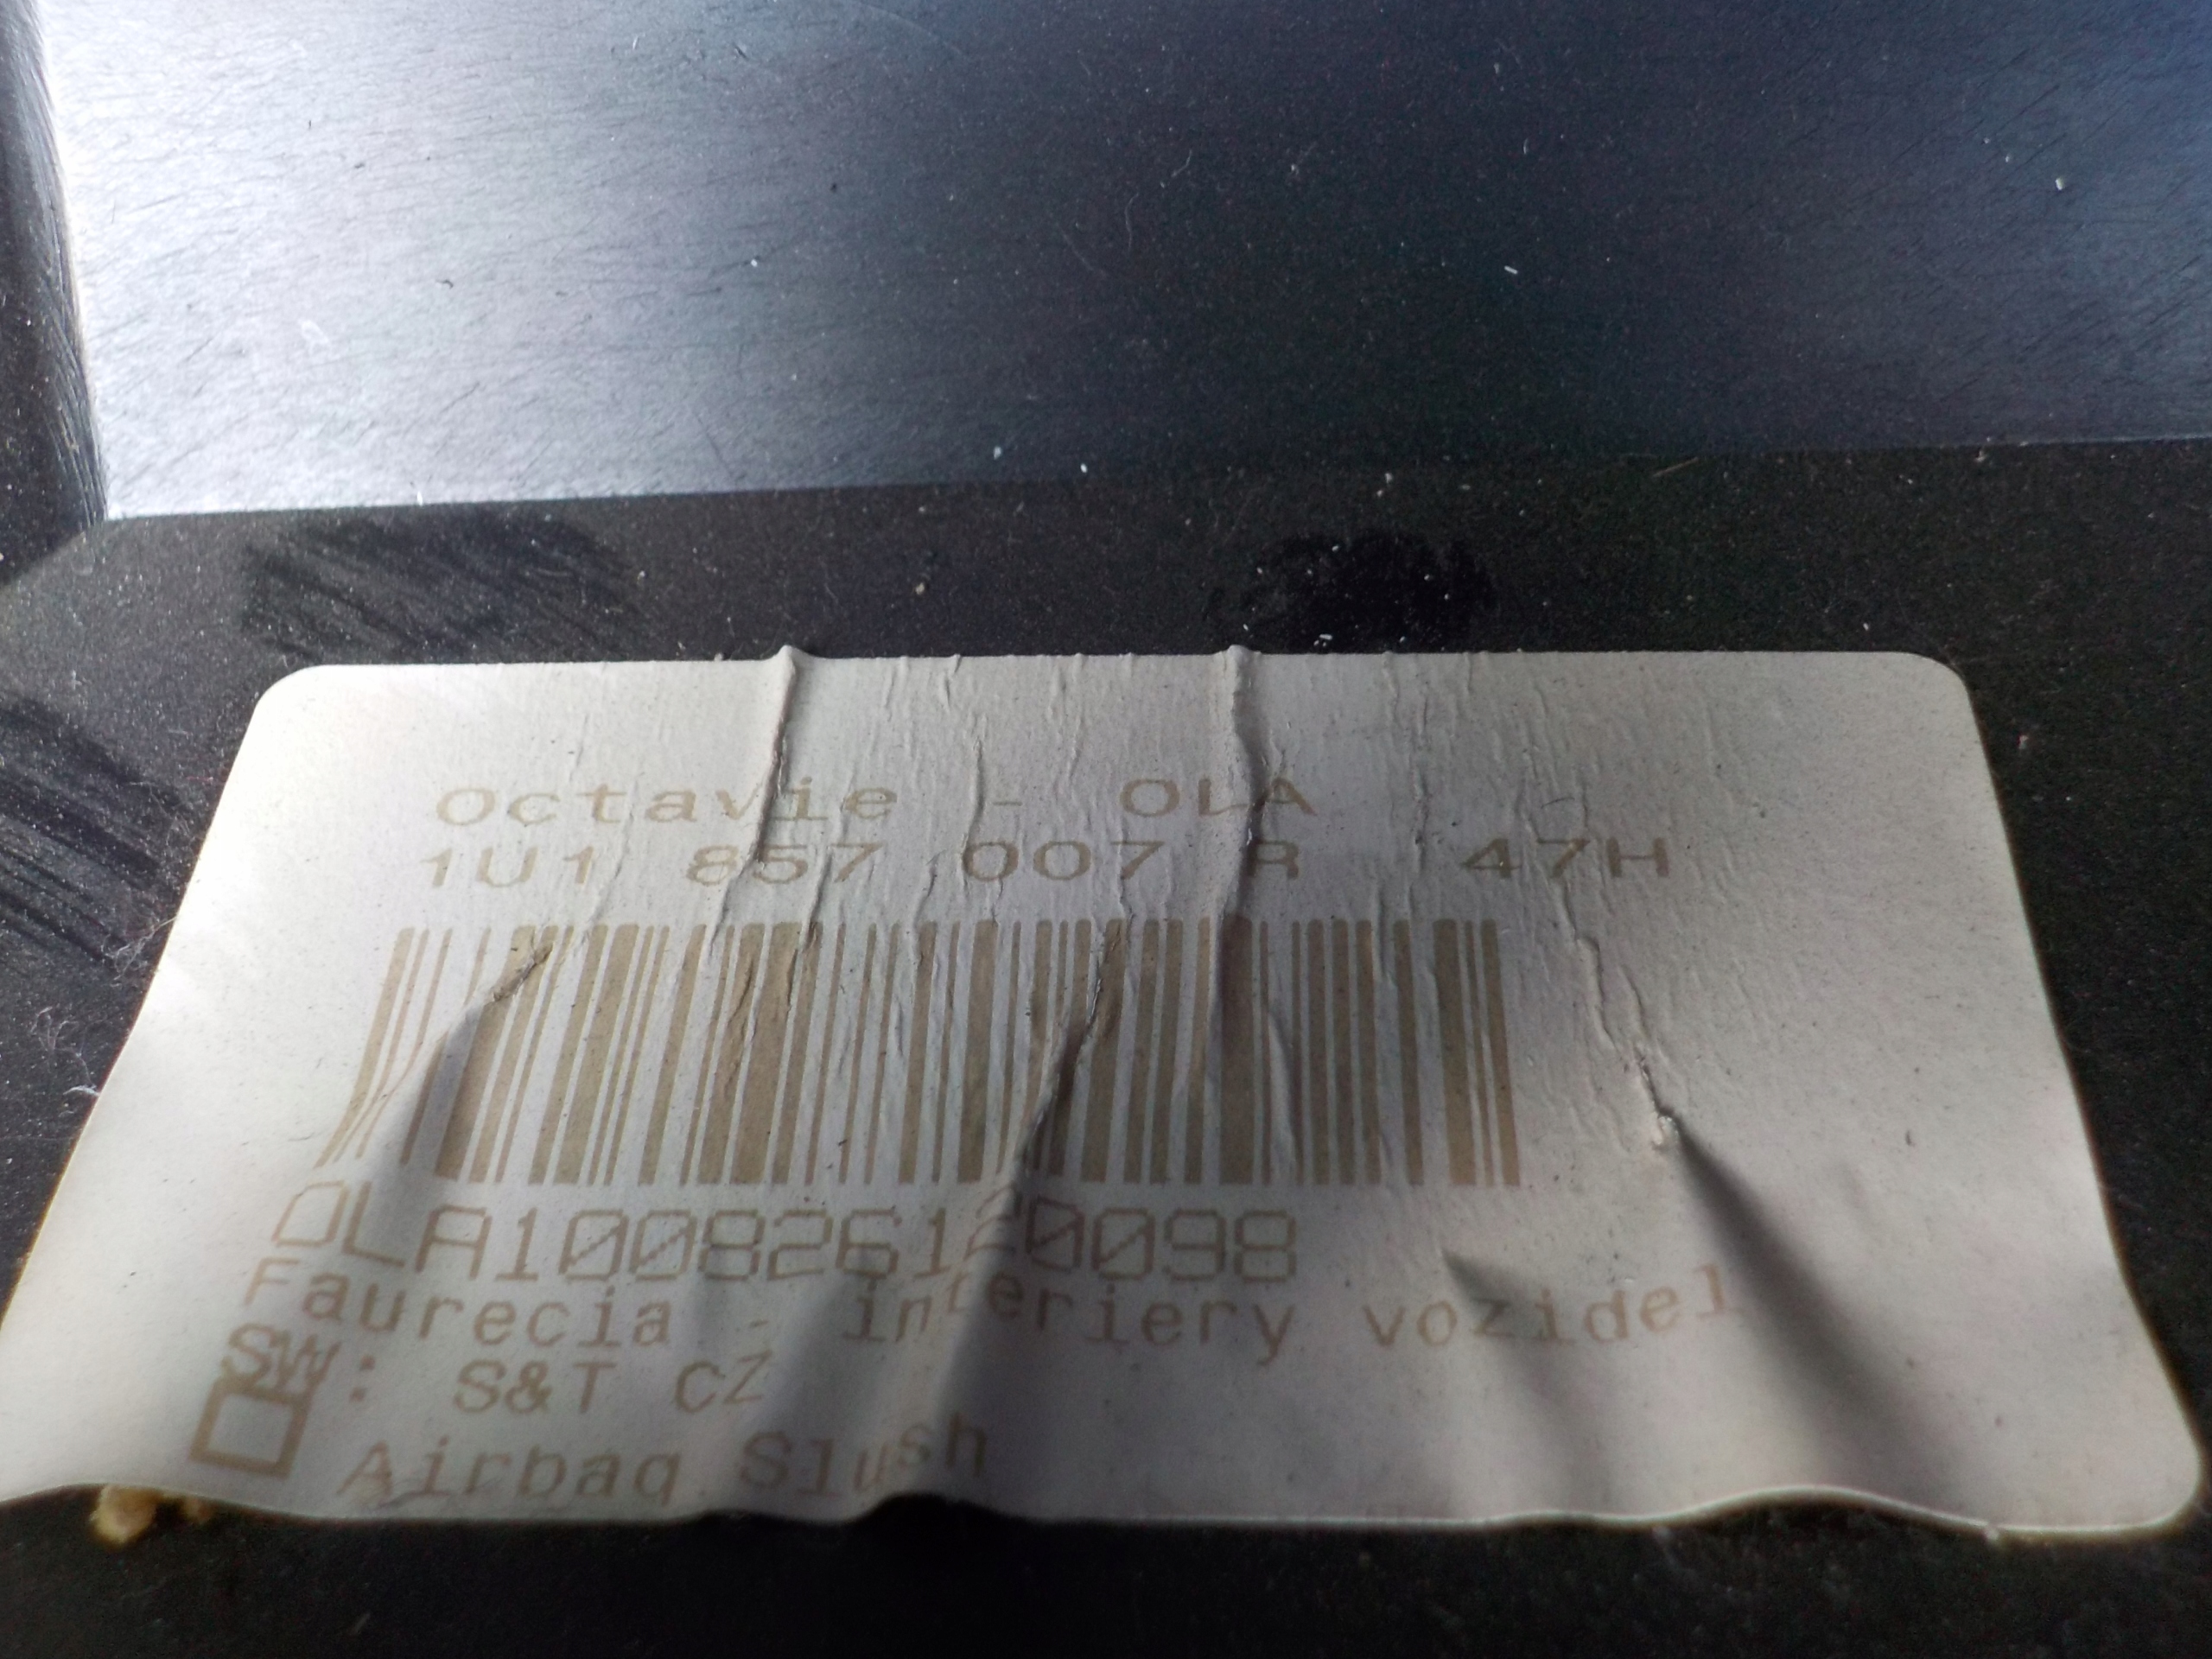 Octavie - OLA
1U1 857 007 R 47H
OLA100826120098
Faurecia - interiery vozidel
SW: S&T CZ
Airbag Slush